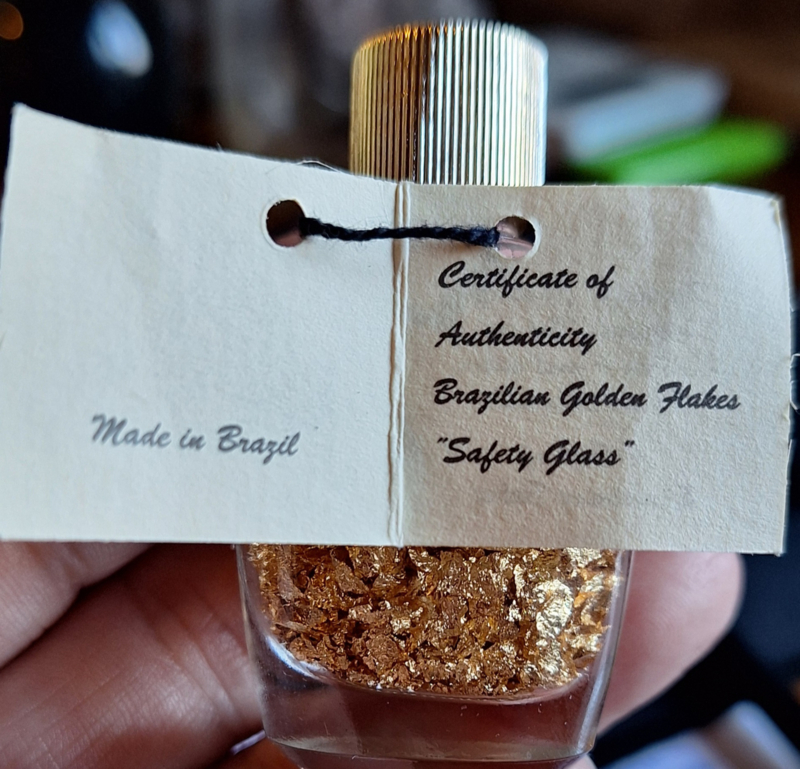 Made in Brazil
Certificate of
Authenticity
Brazilian Golden Flakes
"Safety Glass"